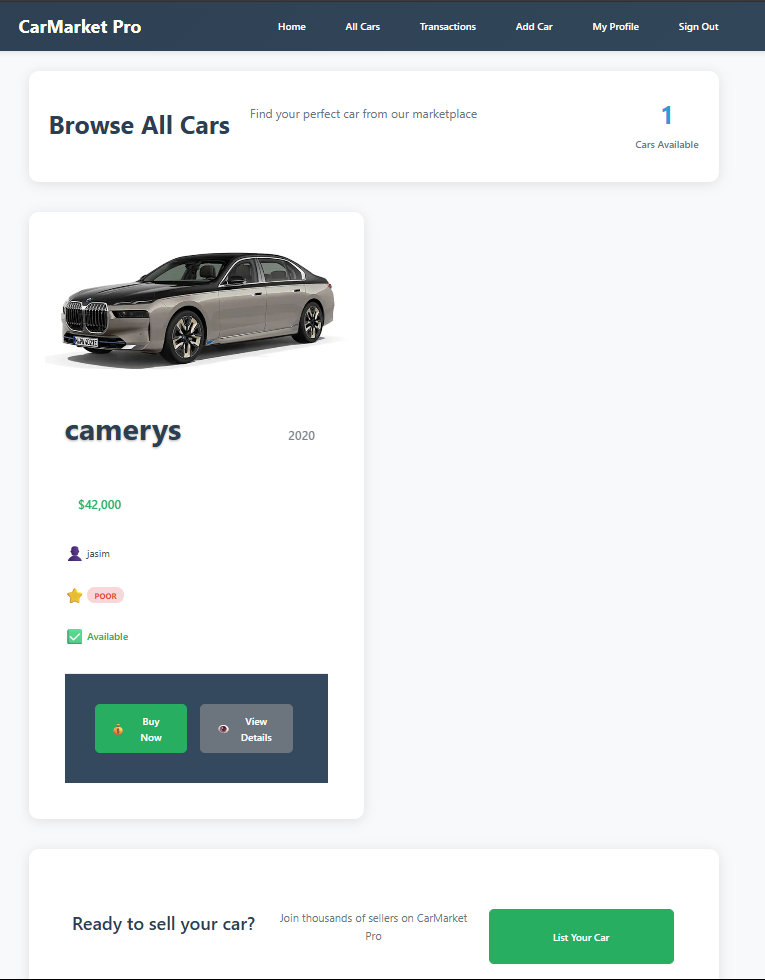 CarMarket Pro
Home All Cars Transactions Add Car My Profile Sign Out
Browse All Cars
Find your perfect car from our marketplace
1
Cars Available
camerys
2020
$42,000
jasim
POOR
Available
Buy
Now
View
Details
Ready to sell your car?
Join thousands of sellers on CarMarket
Pro
List Your Car